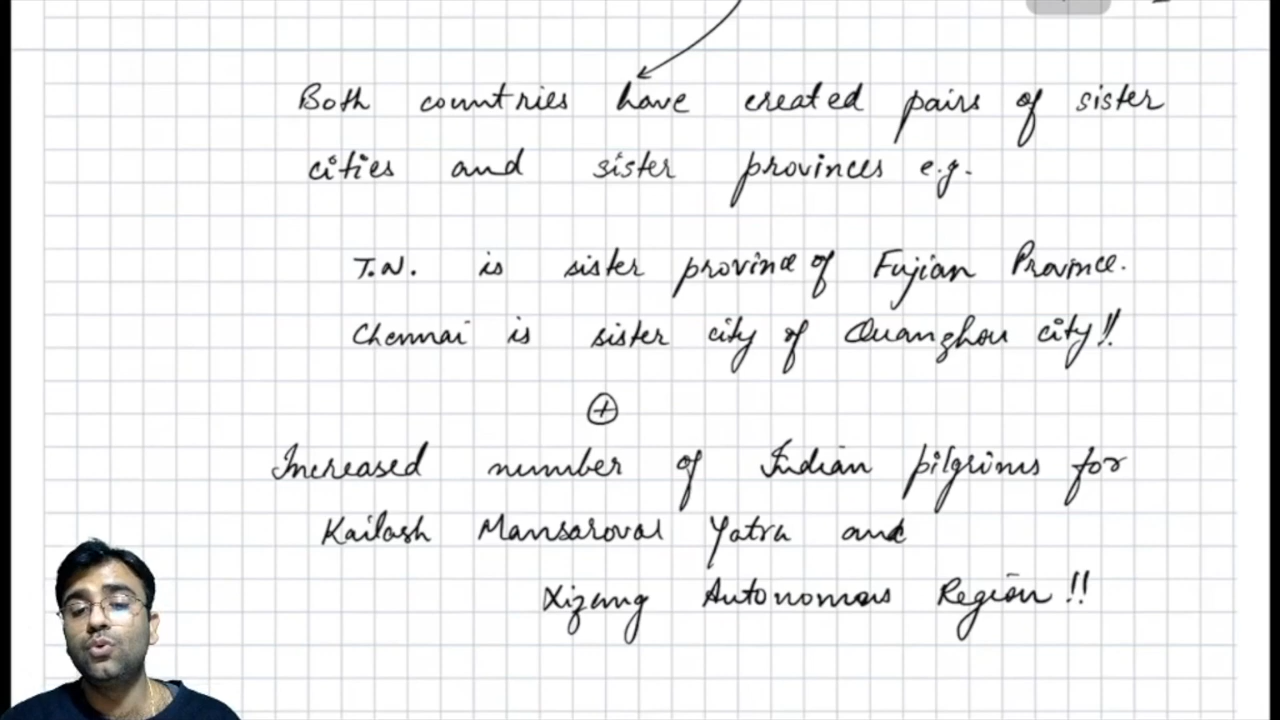 Both countries have created pairs of sister
cities and sister provinces e.g.
T.N. is sister province of Fujian Province.
Chennai is sister city of Quanghou city!!
+
Increased number of Indian pilgrims for
Kailash Mansarovar Yatra and
Xizang Autonomous Region!!